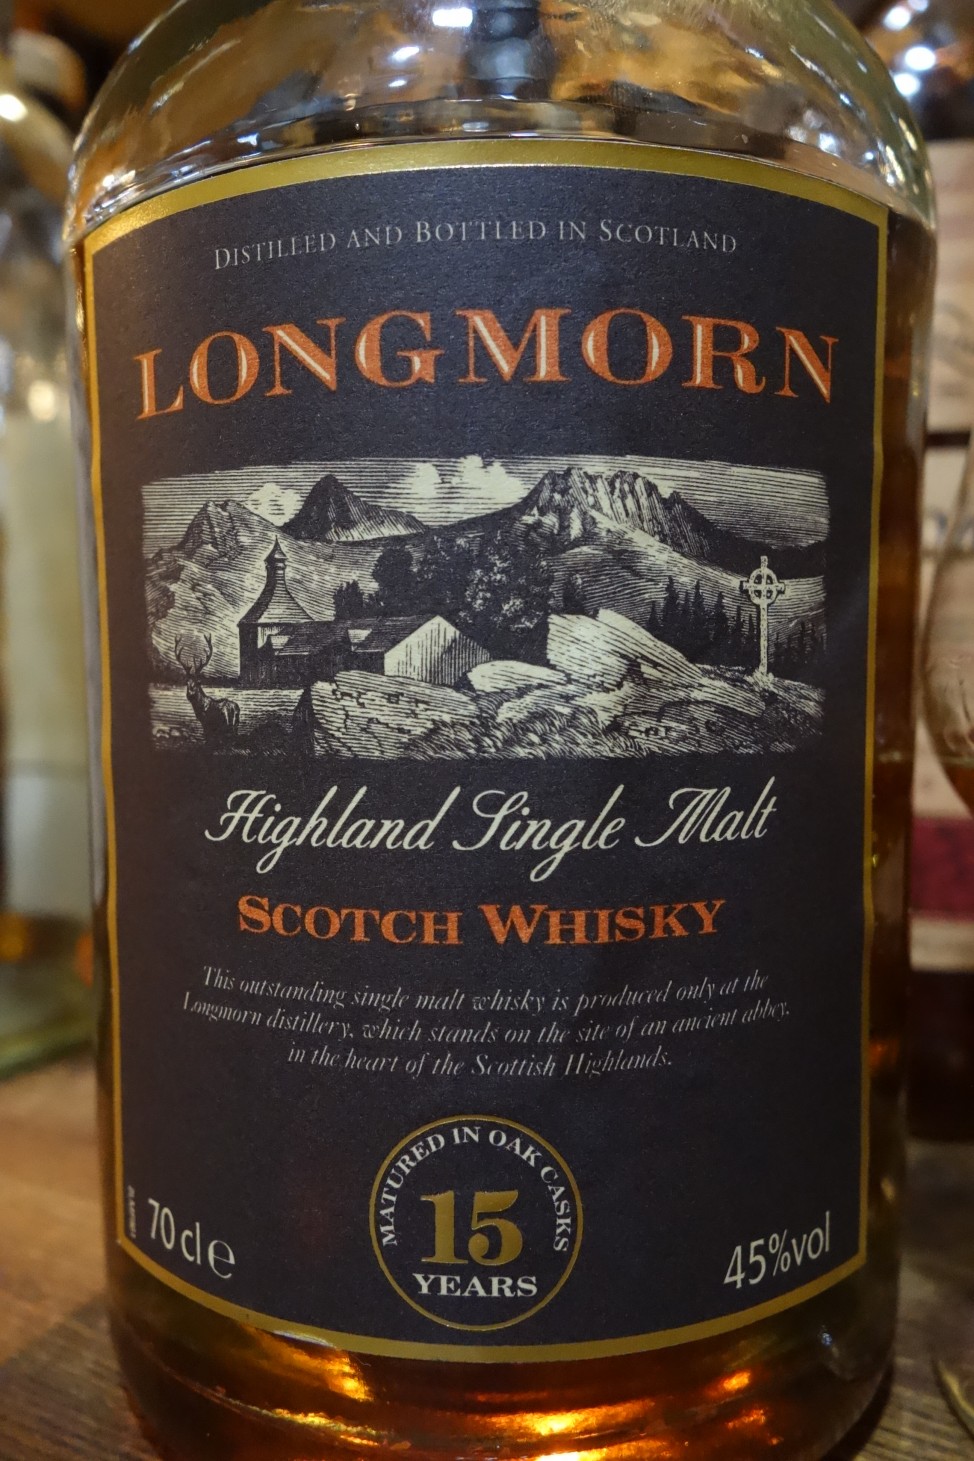 DISTILLED AND BOTTLED IN SCOTLAND
LONGMORN
Highland Single Malt
SCOTCH WHISKY
This outstanding single malt whisky is produced only at the
Longmorn distillery, which stands on the site of an ancient abbey,
in the heart of the Scottish Highlands.
MATURED IN OAK CASKS
15
YEARS
70 cl e
45%vol